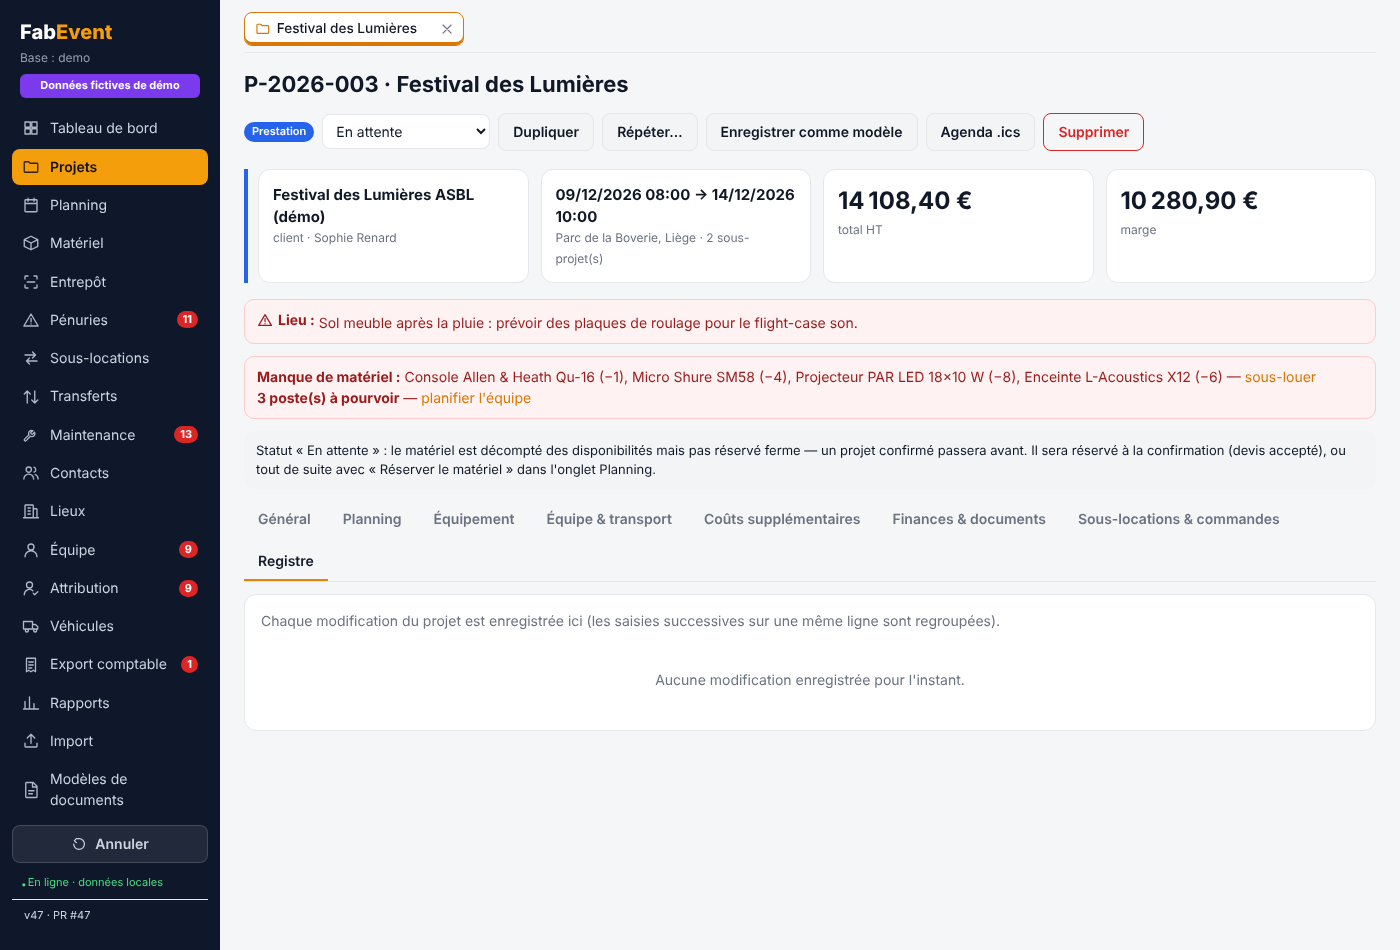 FabEvent
Base : demo
Données fictives de démo
Tableau de bord
Projets
Planning
Matériel
Entrepôt
Pénuries 11
Sous-locations
Transferts
Maintenance 13
Contacts
Lieux
Équipe 9
Attribution 9
Véhicules
Export comptable 1
Rapports
Import
Modèles de
documents
Annuler
En ligne · données locales
v47 · PR #47
Festival des Lumières
P-2026-003 · Festival des Lumières
Prestation En attente Dupliquer Répéter… Enregistrer comme modèle Agenda .ics Supprimer
Festival des Lumières ASBL
(démo)
client · Sophie Renard
09/12/2026 08:00 → 14/12/2026
10:00
Parc de la Boverie, Liège · 2 sous-
projet(s)
14 108,40 €
total HT
10 280,90 €
marge
Lieu : Sol meuble après la pluie : prévoir des plaques de roulage pour le flight-case son.
Manque de matériel : Console Allen & Heath Qu-16 (−1), Micro Shure SM58 (−4), Projecteur PAR LED 18×10 W (−8), Enceinte L-Acoustics X12 (−6) — sous-louer
3 poste(s) à pourvoir — planifier l'équipe
Statut « En attente » : le matériel est décompté des disponibilités mais pas réservé ferme — un projet confirmé passera avant. Il sera réservé à la confirmation (devis accepté), ou
tout de suite avec « Réserver le matériel » dans l'onglet Planning.
Général Planning Équipement Équipe & transport Coûts supplémentaires Finances & documents Sous-locations & commandes
Registre
Chaque modification du projet est enregistrée ici (les saisies successives sur une même ligne sont regroupées).
Aucune modification enregistrée pour l'instant.